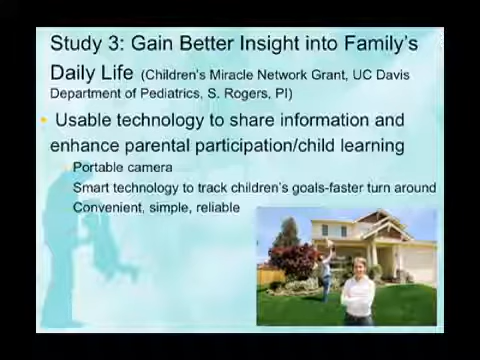 Study 3: Gain Better Insight into Family's
Daily Life (Children's Miracle Network Grant, UC Davis
Department of Pediatrics, S. Rogers, PI)
• Usable technology to share information and
enhance parental participation/child learning
Portable camera
Smart technology to track children's goals-faster turn around
Convenient, simple, reliable